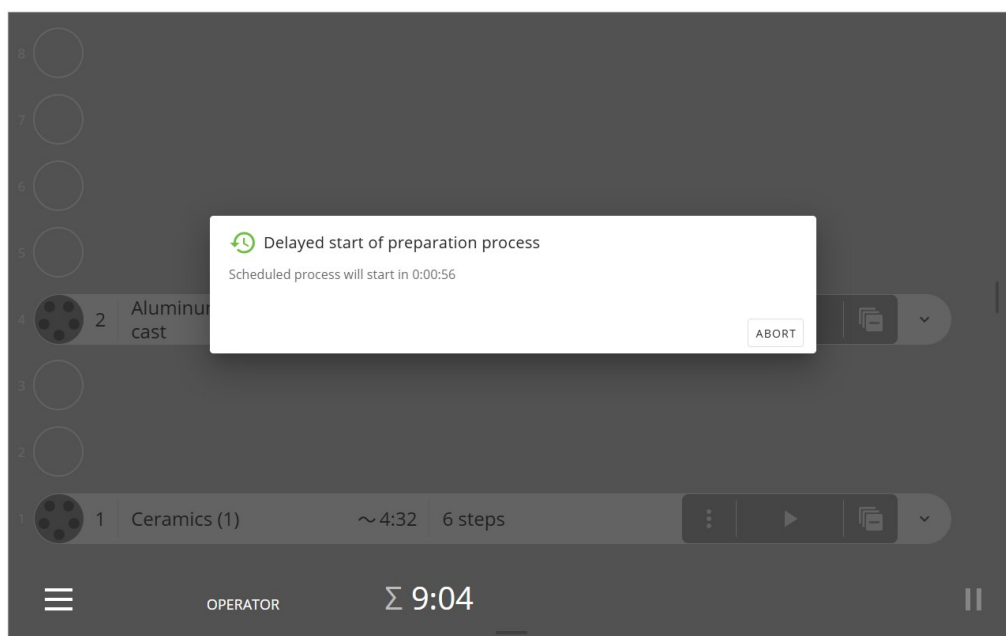 8
7
6
5
Delayed start of preparation process
Scheduled process will start in 0:00:56
ABORT
4 2 Aluminum
cast
3
2
1 1 Ceramics (1) ~4:32 6 steps
OPERATOR Σ 9:04